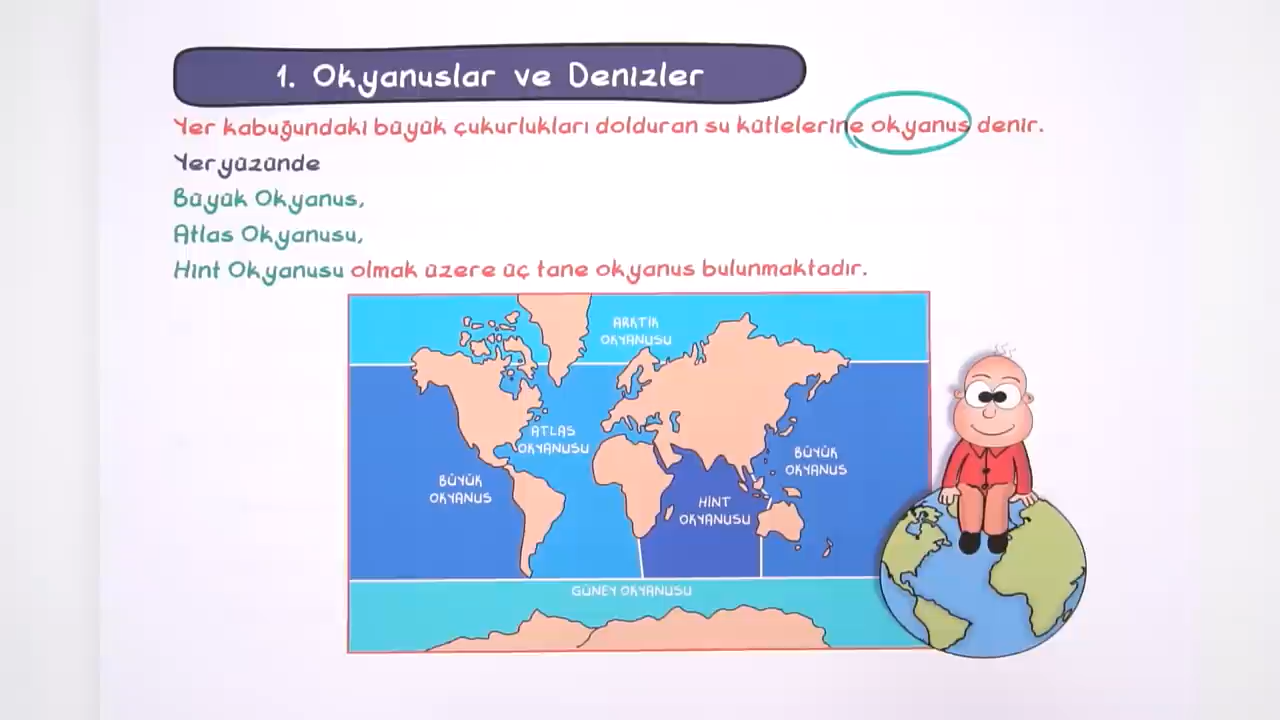 1. Okyanuslar ve Denizler
Yer kabuğundaki büyük çukurlukları dolduran su kütlelerine okyanus denir.
Yeryüzünde
Büyük Okyanus,
Atlas Okyanusu,
Hint Okyanusu olmak üzere üç tane okyanus bulunmaktadır.
ARKTİK
OKYANUSU
ATLAS
OKYANUSU
BÜYÜK
OKYANUS
BÜYÜK
OKYANUS
HİNT
OKYANUSU
GÜNEY OKYANUSU